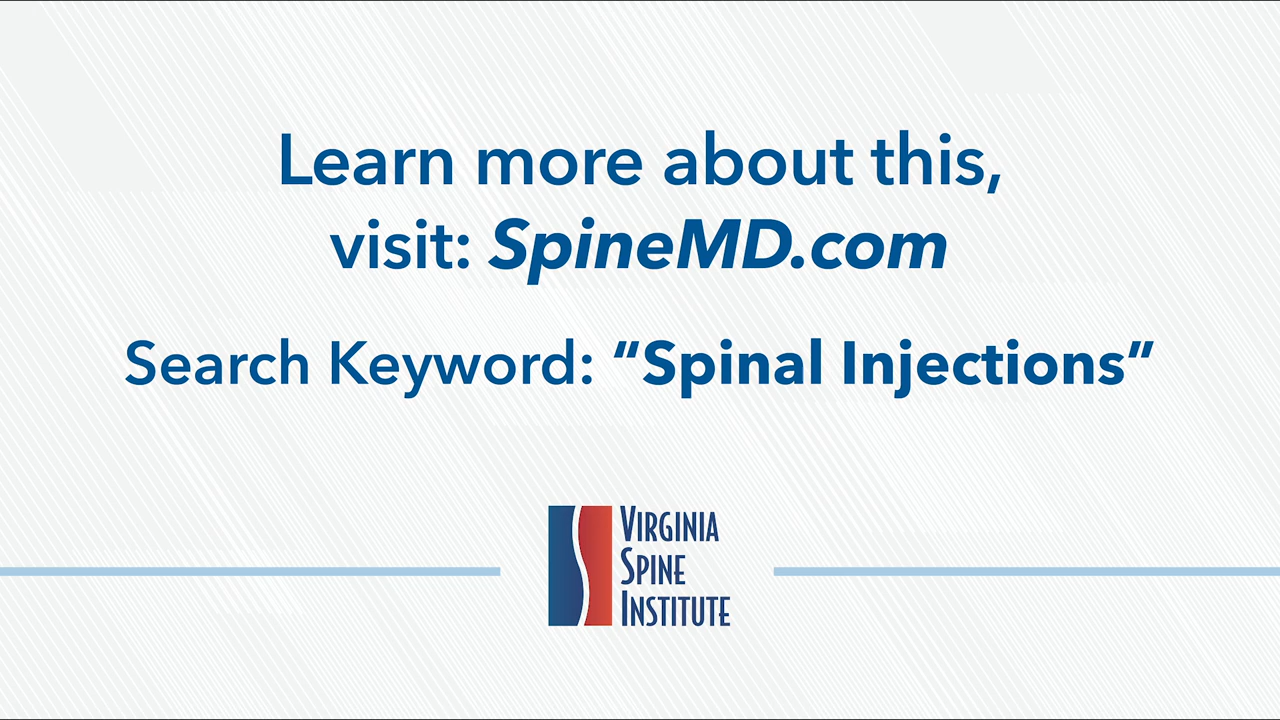 Learn more about this,
visit: SpineMD.com
Search Keyword: “Spinal Injections”
VIRGINIA
SPINE
INSTITUTE